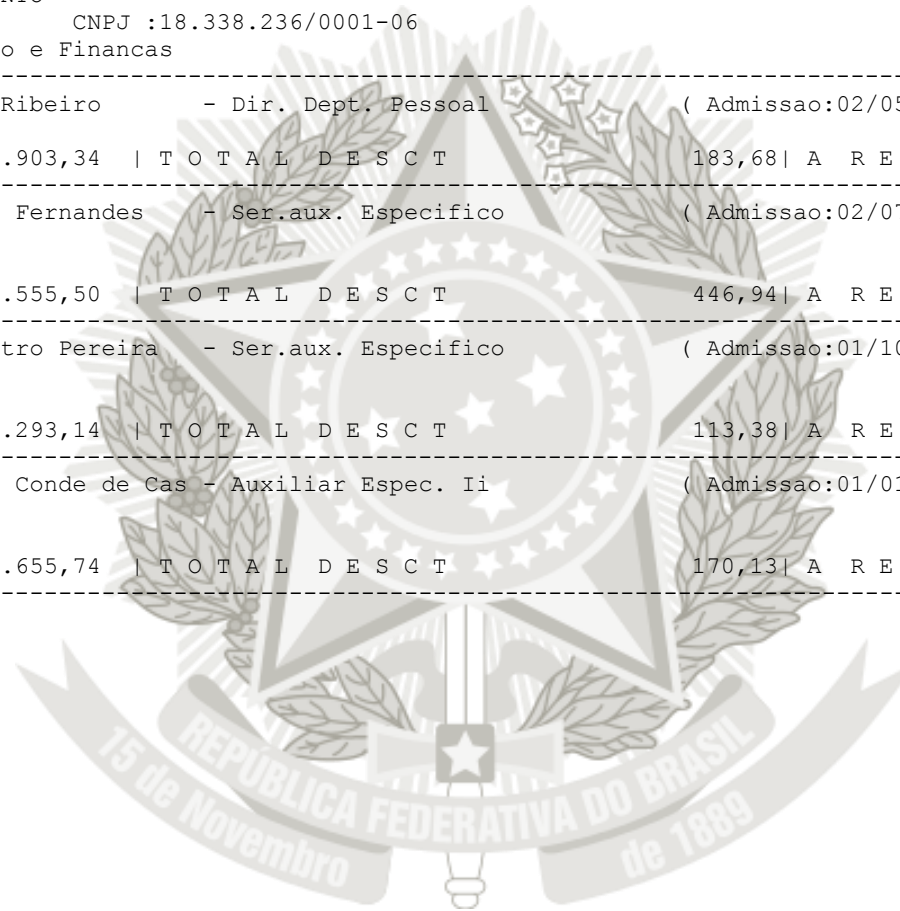 CNPJ :18.338.236/0001-06
o e Financas
--------------------------------------------------------------
Ribeiro - Dir. Dept. Pessoal ( Admissao:02/05
.903,34 | T O T A L D E S C T 183,68| A R E
--------------------------------------------------------------
Fernandes - Ser.aux. Especifico ( Admissao:02/07
.555,50 | T O T A L D E S C T 446,94| A R E
--------------------------------------------------------------
tro Pereira - Ser.aux. Especifico ( Admissao:01/10
.293,14 | T O T A L D E S C T 113,38| A R E
--------------------------------------------------------------
Conde de Cas - Auxiliar Espec. Ii ( Admissao:01/01
.655,74 | T O T A L D E S C T 170,13| A R E
--------------------------------------------------------------
REPÚBLICA FEDERATIVA DO BRASIL
15 de Novembro de 1889